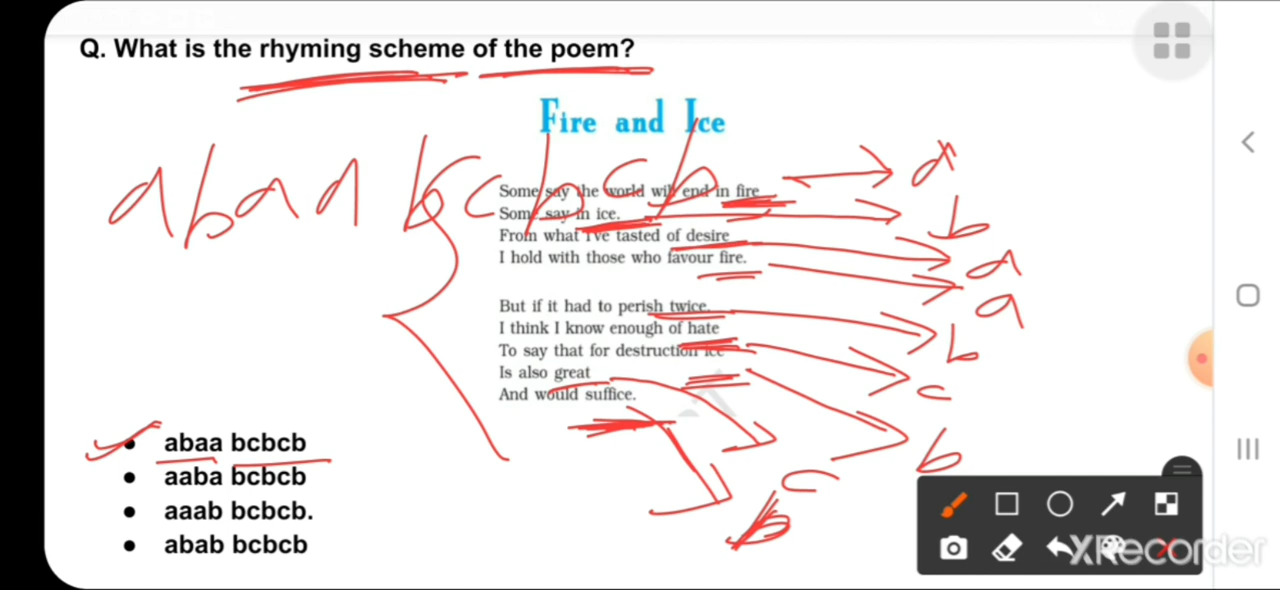 Q. What is the rhyming scheme of the poem?
Fire and Ice
abaa bcbcb
Some say the world will end in fire a
Some say in ice. b
From what I've tasted of desire a
I hold with those who favour fire. a
But if it had to perish twice, b
I think I know enough of hate c
To say that for destruction ice b
Is also great c
And would suffice. b
abaa bcbcb
aaba bcbcb
aaab bcbcb.
abab bcbcb
XRecorder